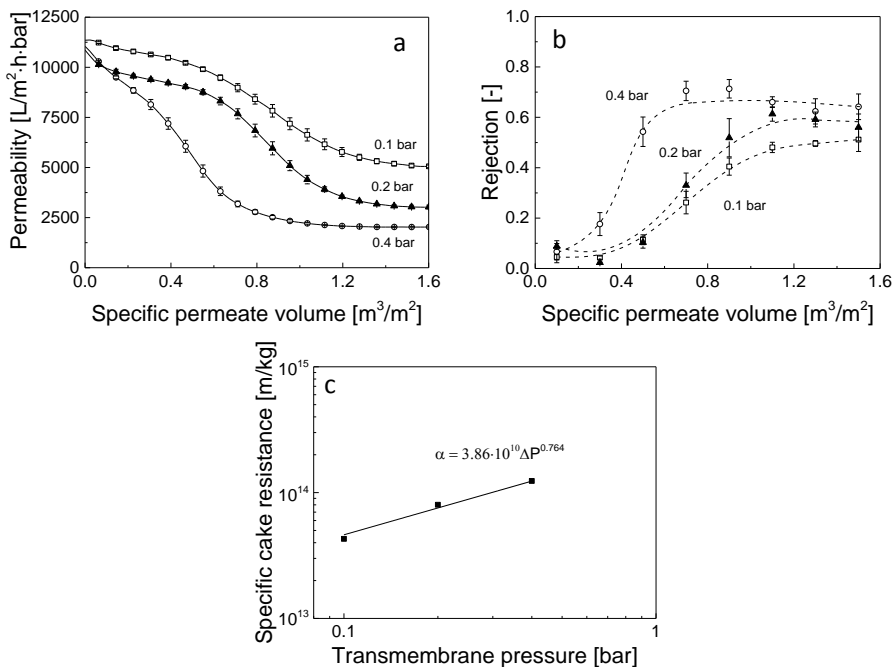 a
12500
10000
7500
5000
2500
0
0.0 0.4 0.8 1.2 1.6
Permeability [L/m²·h·bar]
Specific permeate volume [m³/m²]
0.1 bar
0.2 bar
0.4 bar
b
1.0
0.8
0.6
0.4
0.2
0.0
0.0 0.4 0.8 1.2 1.6
Rejection [-]
Specific permeate volume [m³/m²]
0.4 bar
0.2 bar
0.1 bar
c
10¹⁵
10¹⁴
10¹³
0.1 1
Specific cake resistance [m/kg]
Transmembrane pressure [bar]
α = 3.86·10¹⁰ΔP⁰·⁷⁶⁴